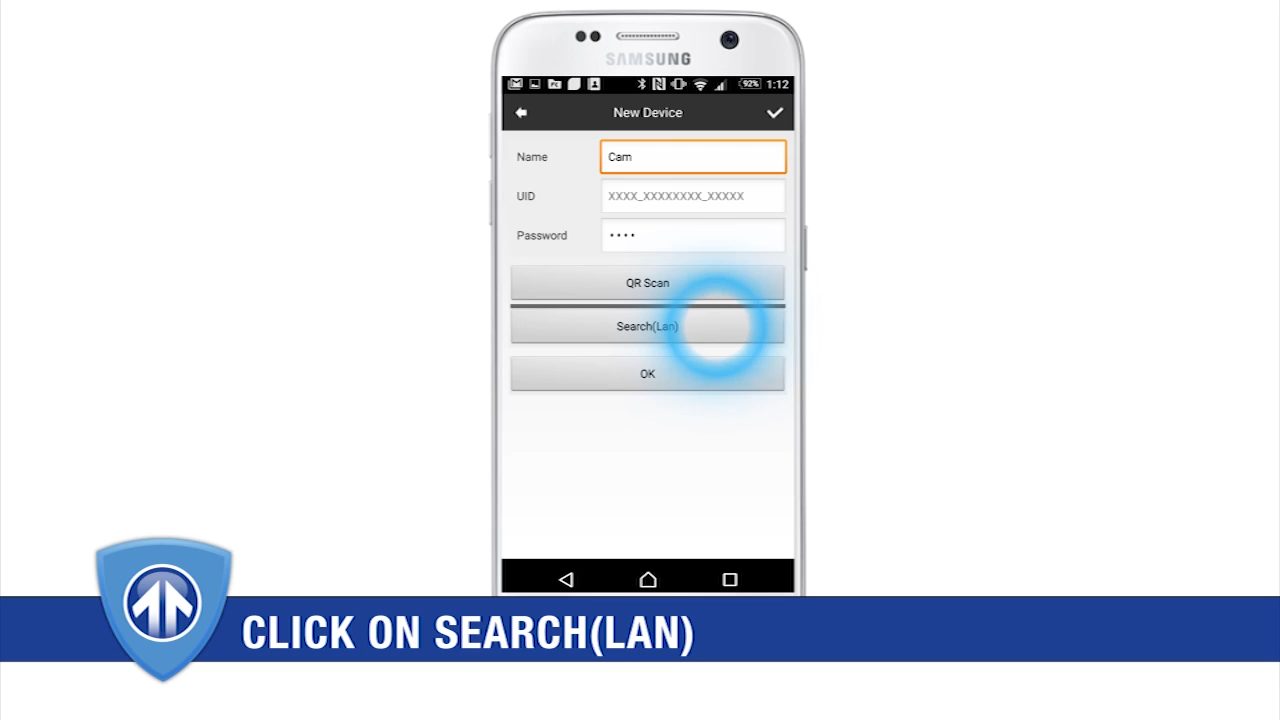 SAMSUNG
92% 1:12
New Device
Name Cam
UID XXXX_XXXXXXXX_XXXXX
Password ••••
QR Scan
Search(Lan)
OK
CLICK ON SEARCH(LAN)